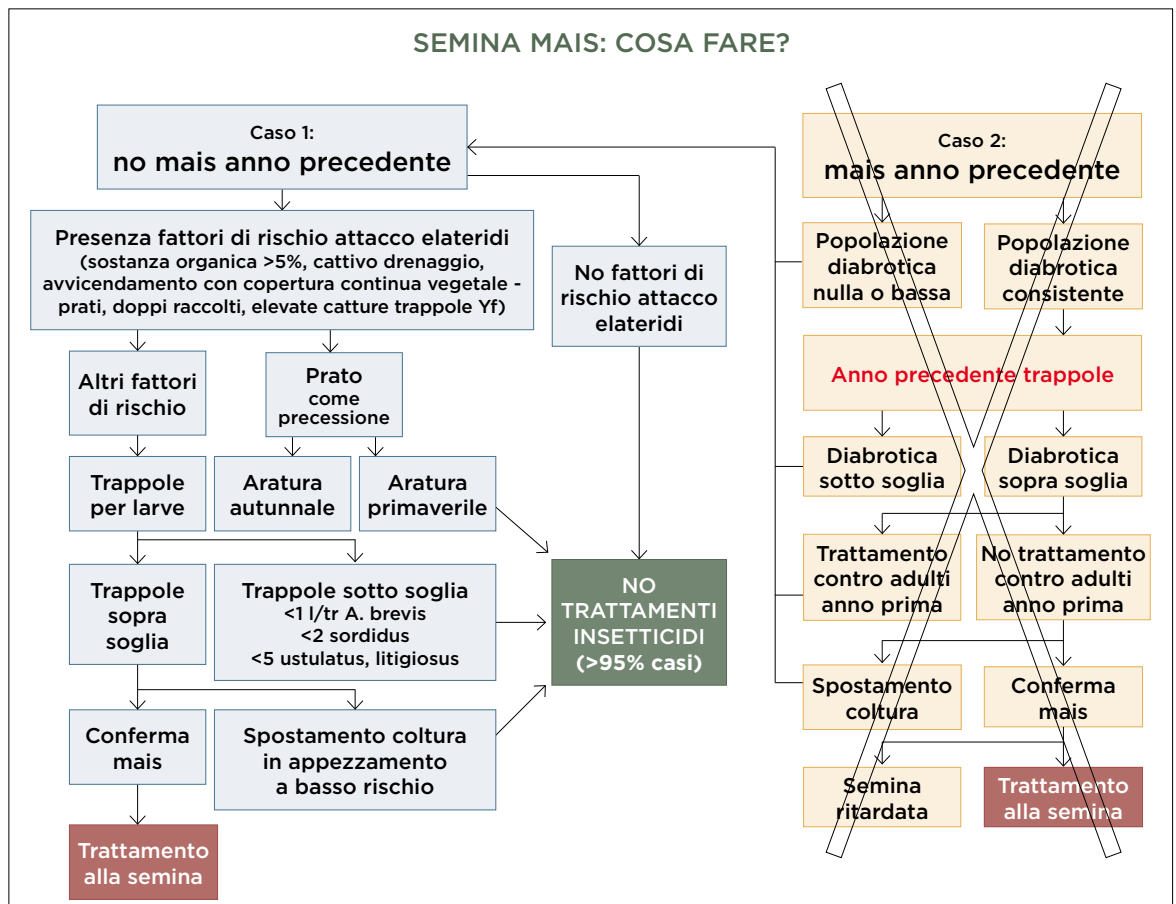 SEMINA MAIS: COSA FARE?
Caso 1:
no mais anno precedente
Presenza fattori di rischio attacco elateridi
(sostanza organica >5%, cattivo drenaggio,
avvicendamento con copertura continua vegetale -
prati, doppi raccolti, elevate catture trappole Yf)
No fattori di
rischio attacco
elateridi
Altri fattori
di rischio
Prato
come
precessione
Trappole
per larve
Aratura
autunnale
Aratura
primaverile
Trappole
sopra
soglia
Trappole sotto soglia
<1 l/tr A. brevis
<2 sordidus
<5 ustulatus, litigiosus
NO
TRATTAMENTI
INSETTICIDI
(>95% casi)
Conferma
mais
Spostamento coltura
in appezzamento
a basso rischio
Trattamento
alla semina
Caso 2:
mais anno precedente
Popolazione
diabrotica
nulla o bassa
Popolazione
diabrotica
consistente
Anno precedente trappole
Diabrotica
sotto soglia
Diabrotica
sopra soglia
Trattamento
contro adulti
anno prima
No trattamento
contro adulti
anno prima
Spostamento
coltura
Conferma
mais
Semina
ritardata
Trattamento
alla semina